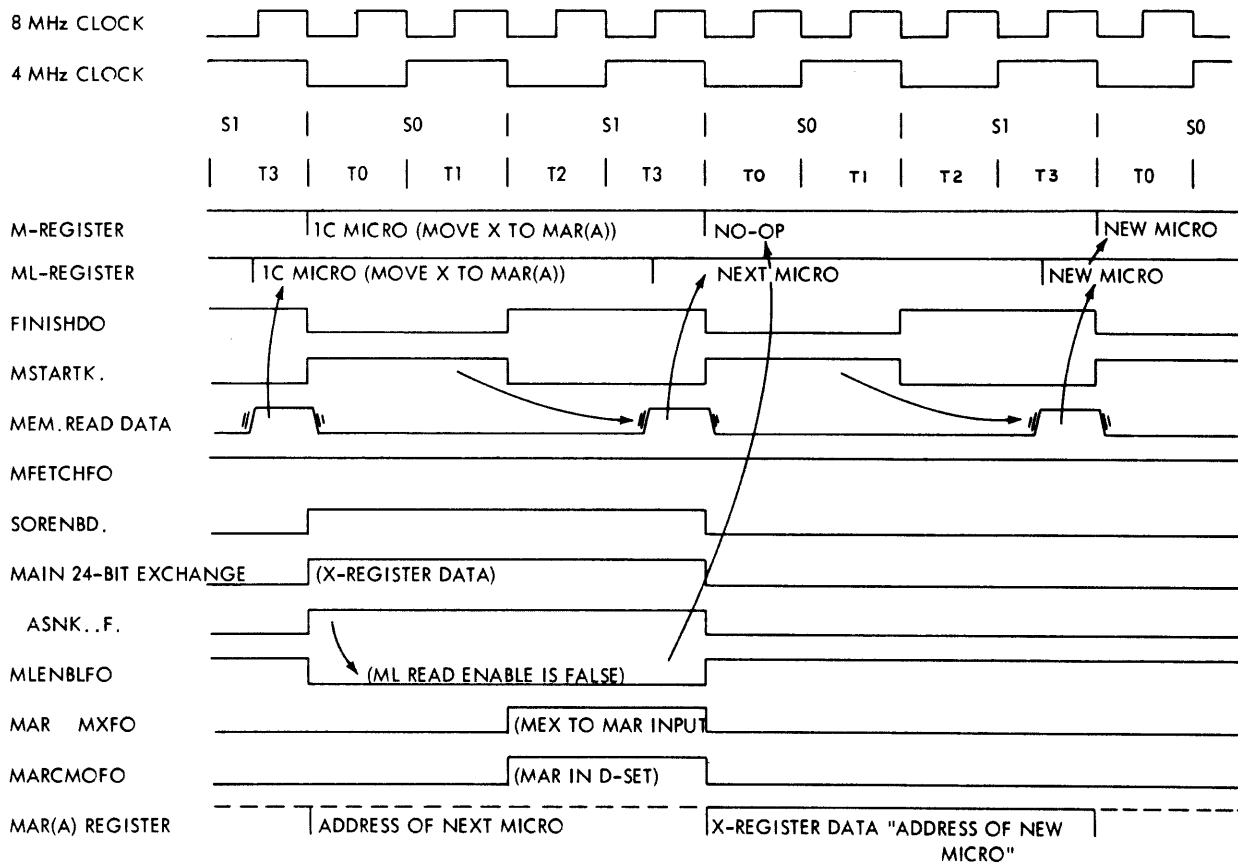 8 MHz CLOCK
4 MHz CLOCK
S1 S0 S1 S0 S1 S0
T3 T0 T1 T2 T3 T0 T1 T2 T3 T0
M-REGISTER 1C MICRO (MOVE X TO MAR(A)) NO-OP NEW MICRO
ML-REGISTER 1C MICRO (MOVE X TO MAR(A)) NEXT MICRO NEW MICRO
FINISHDO
MSTARTK.
MEM. READ DATA
MFETCHFO
SORENBD.
MAIN 24-BIT EXCHANGE (X-REGISTER DATA)
ASNK..F.
MLENBLFO (ML READ ENABLE IS FALSE)
MAR MXFO (MEX TO MAR INPUT
MARCMOFO (MAR IN D-SET)
MAR(A) REGISTER ADDRESS OF NEXT MICRO X-REGISTER DATA "ADDRESS OF NEW
MICRO"